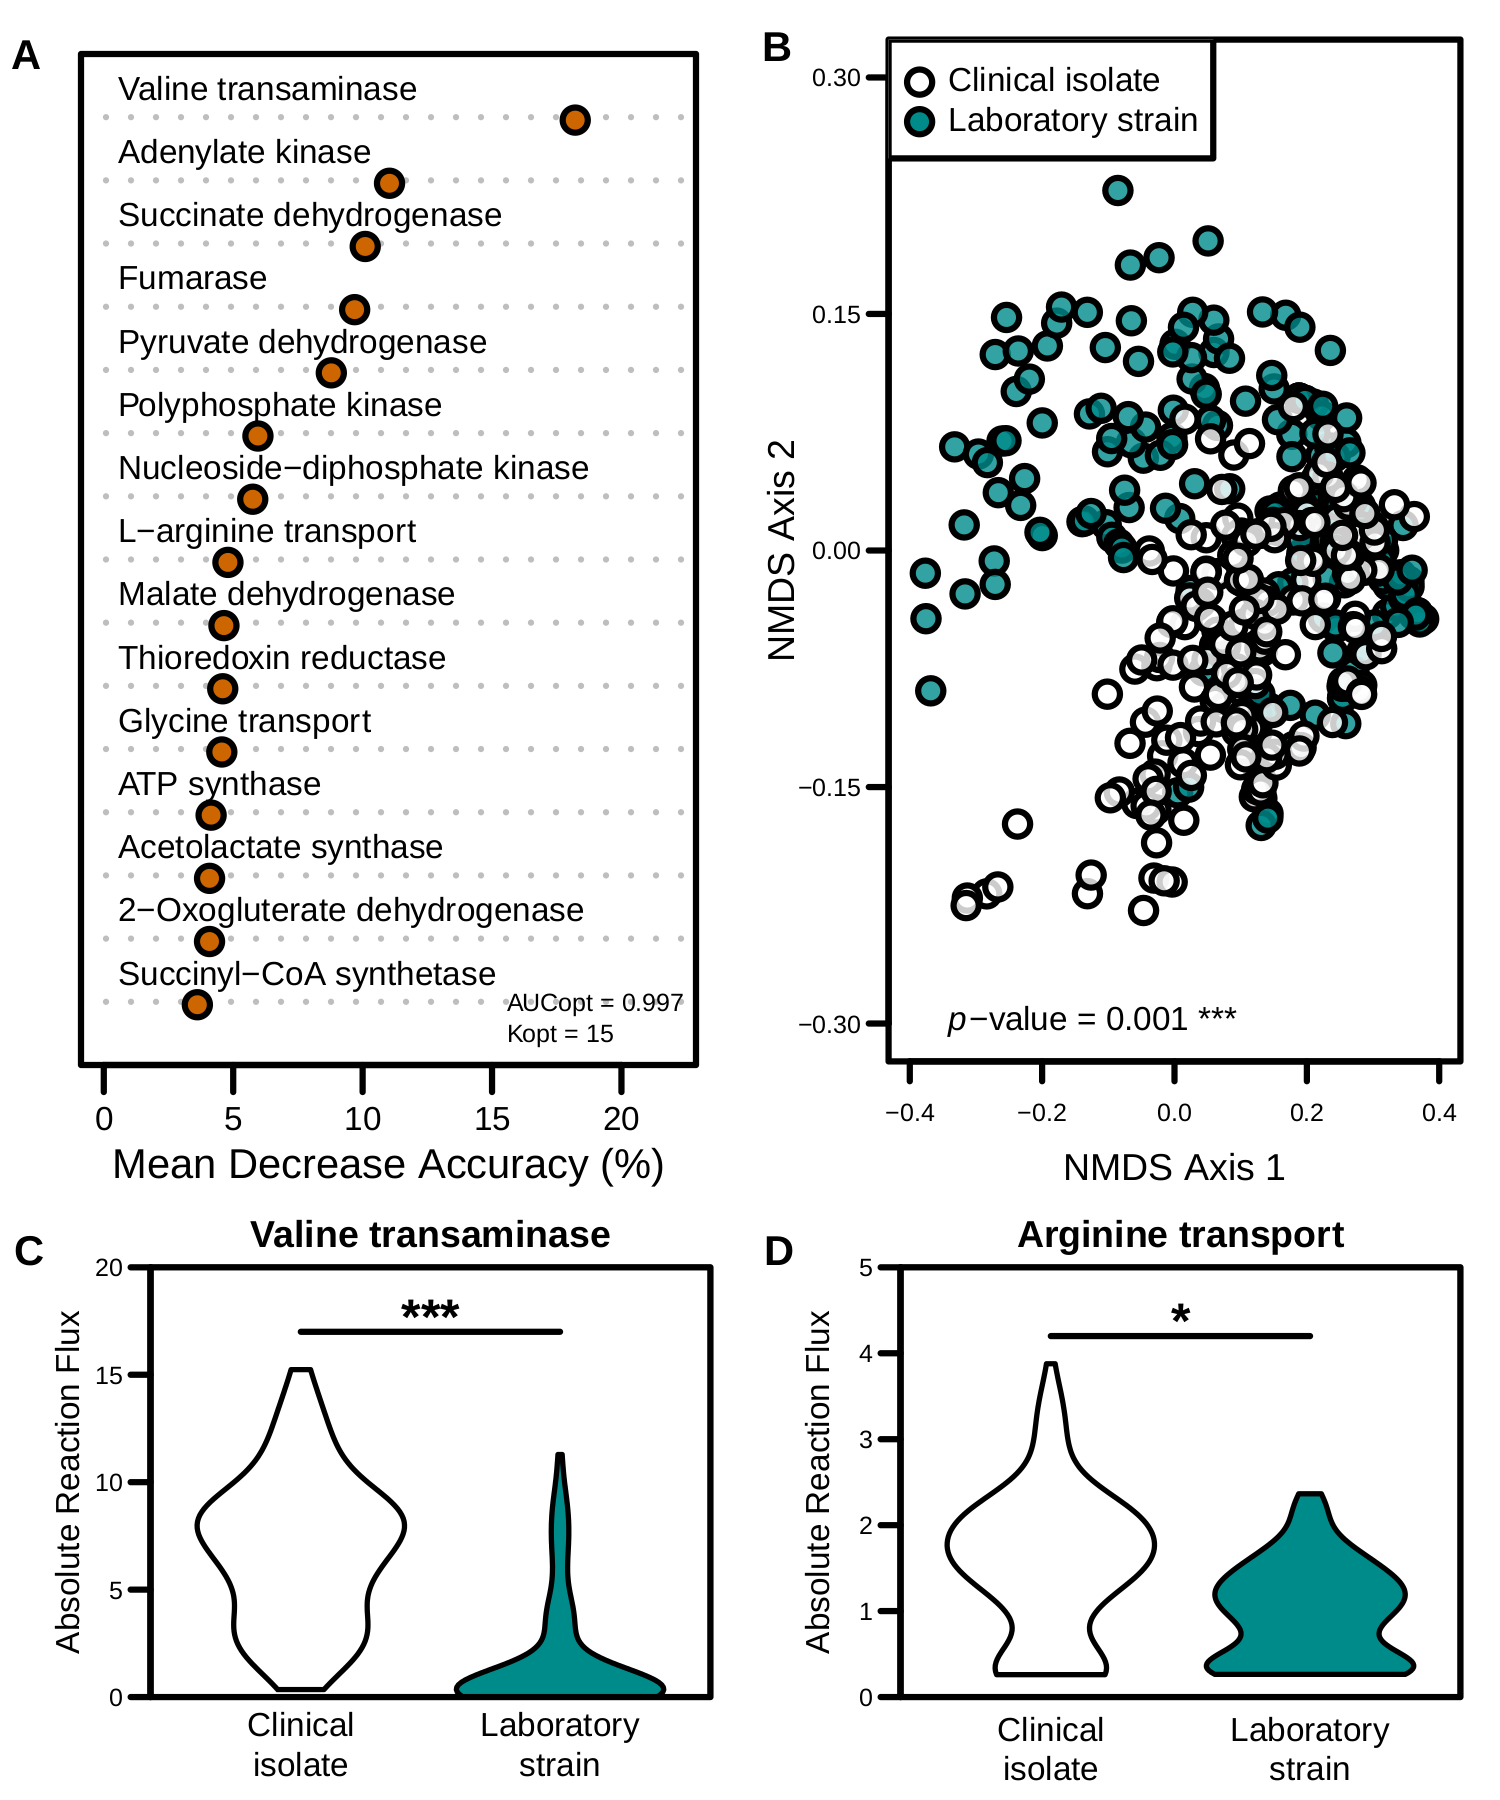 A
Valine transaminase
Adenylate kinase
Succinate dehydrogenase
Fumarase
Pyruvate dehydrogenase
Polyphosphate kinase
Nucleoside−diphosphate kinase
L−arginine transport
Malate dehydrogenase
Thioredoxin reductase
Glycine transport
ATP synthase
Acetolactate synthase
2−Oxogluterate dehydrogenase
Succinyl−CoA synthetase
AUCopt = 0.997
Kopt = 15
0 5 10 15 20
Mean Decrease Accuracy (%)
B
Clinical isolate
Laboratory strain
0.30
0.15
0.00
−0.15
−0.30
NMDS Axis 2
p−value = 0.001 ***
−0.4 −0.2 0.0 0.2 0.4
NMDS Axis 1
C
Valine transaminase
***
20
15
10
5
0
Absolute Reaction Flux
Clinical isolate
Laboratory strain
D
Arginine transport
*
5
4
3
2
1
0
Absolute Reaction Flux
Clinical isolate
Laboratory strain